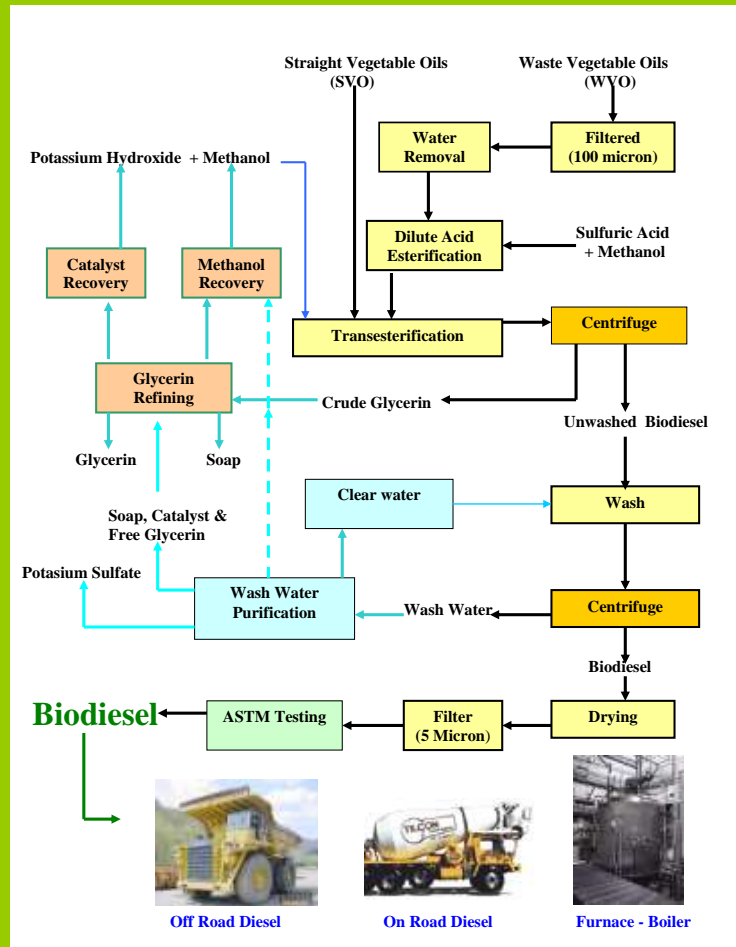 Straight Vegetable Oils
(SVO)
Waste Vegetable Oils
(WVO)
Water
Removal
Filtered
(100 micron)
Potassium Hydroxide + Methanol
Dilute Acid
Esterification
Sulfuric Acid
+ Methanol
Catalyst
Recovery
Methanol
Recovery
Transesterification
Centrifuge
Glycerin
Refining
Crude Glycerin
Unwashed Biodiesel
Glycerin
Soap
Clear water
Wash
Soap, Catalyst &
Free Glycerin
Potasium Sulfate
Wash Water
Purification
Wash Water
Centrifuge
Biodiesel
Biodiesel
ASTM Testing
Filter
(5 Micron)
Drying
TILCON
Off Road Diesel
On Road Diesel
Furnace - Boiler